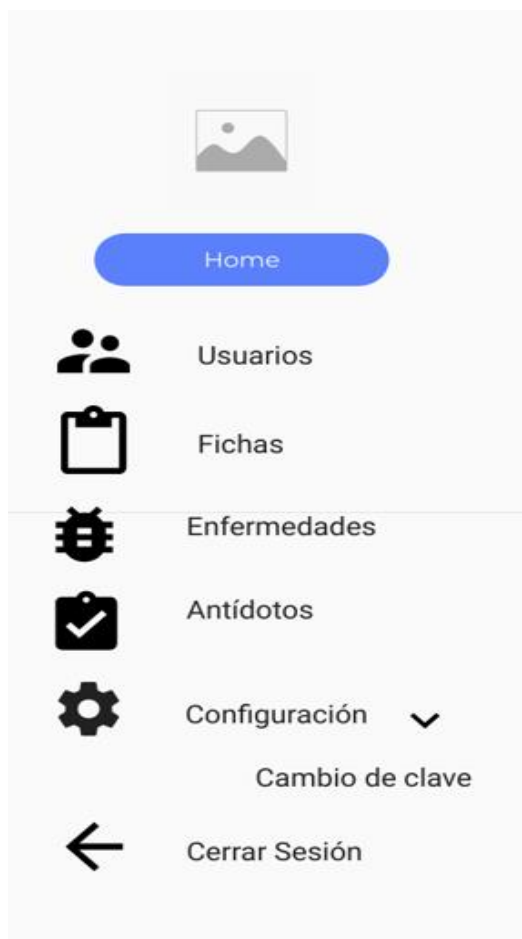 Home
Usuarios
Fichas
Enfermedades
Antídotos
Configuración
Cambio de clave
Cerrar Sesión